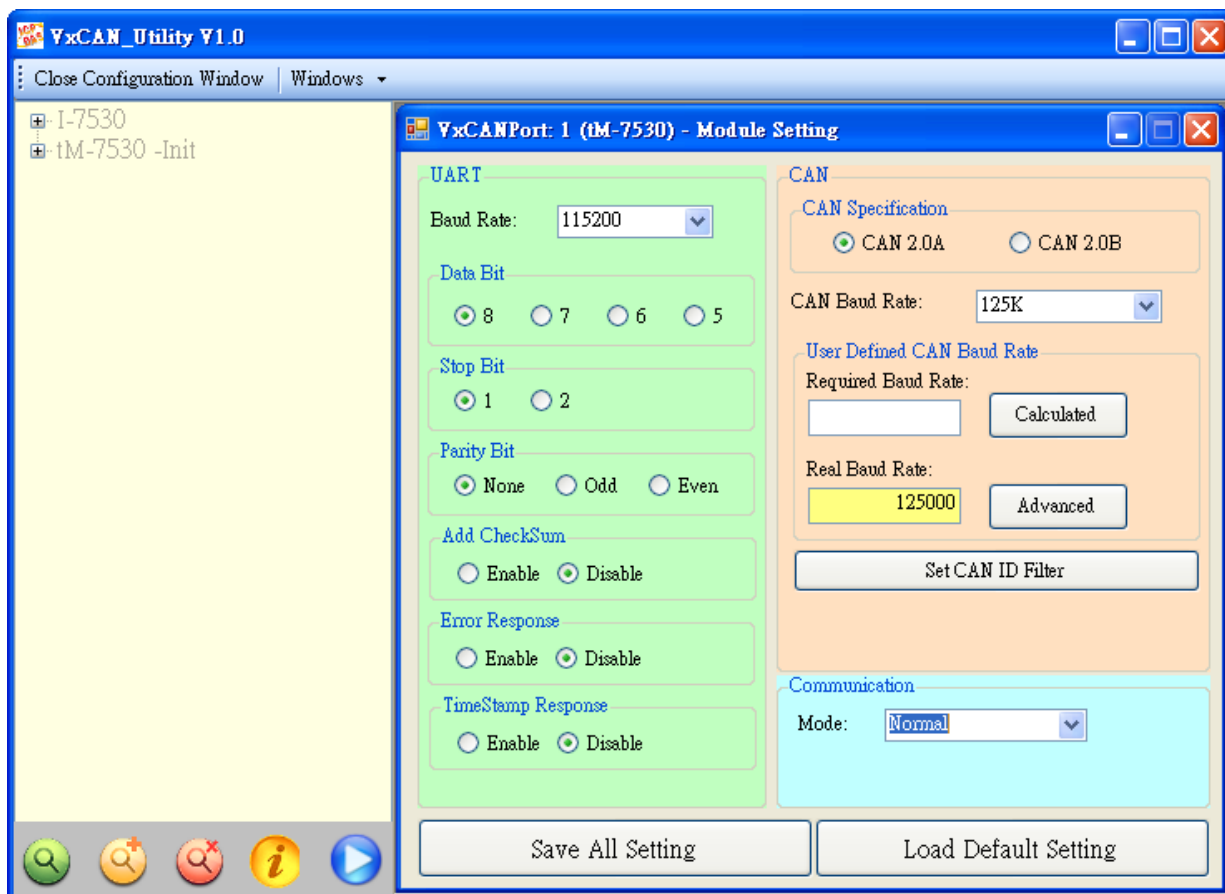 VxCAN_Utility V1.0
Close Configuration Window Windows
I-7530
tM-7530 -Init
VxCANPort: 1 (tM-7530) - Module Setting
UART
Baud Rate: 115200
Data Bit
8 7 6 5
Stop Bit
1 2
Parity Bit
None Odd Even
Add CheckSum
Enable Disable
Error Response
Enable Disable
TimeStamp Response
Enable Disable
CAN
CAN Specification
CAN 2.0A CAN 2.0B
CAN Baud Rate: 125K
User Defined CAN Baud Rate
Required Baud Rate:
Calculated
Real Baud Rate:
125000 Advanced
Set CAN ID Filter
Communication
Mode: Normal
Save All Setting Load Default Setting